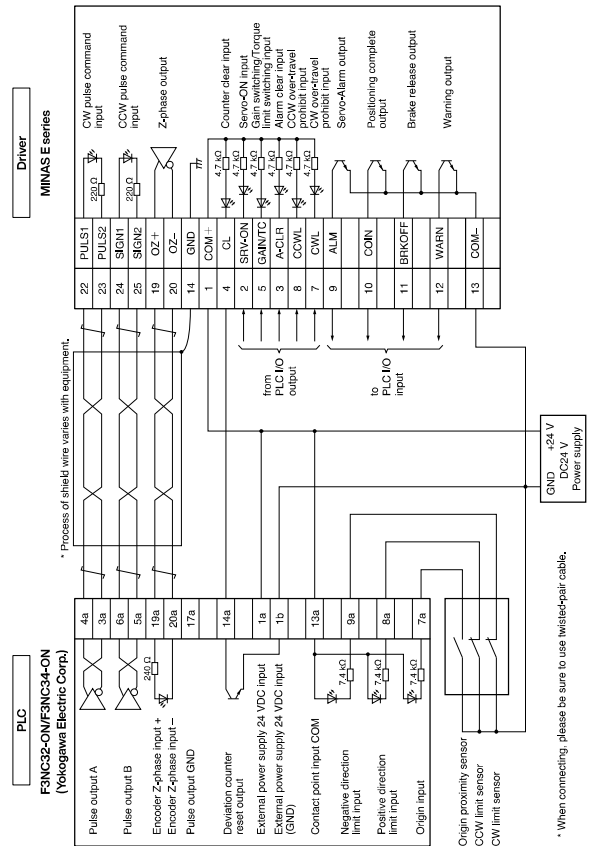 PLC
F3NC32-ON/F3NC34-ON
(Yokogawa Electric Corp.)
Driver
MINAS E series
* Process of shield wire varies with equipment.
Pulse output A
4a
3a
Pulse output B
6a
5a
Encoder Z-phase input +
19a
240 Ω
Encoder Z-phase input −
20a
Pulse output GND
17a
Deviation counter
reset output
14a
External power supply 24 VDC input
1a
External power supply 24 VDC input
(GND)
1b
Contact point input COM
13a
Negative direction
limit input
7.4 kΩ
9a
Positive direction
limit input
7.4 kΩ
8a
Origin input
7.4 kΩ
7a
Origin proximity sensor
CCW limit sensor
CW limit sensor
22
PULS1
23
PULS2
220 Ω
CW pulse command
input
24
SIGN1
25
SIGN2
220 Ω
CCW pulse command
input
19
OZ+
20
OZ−
Z-phase output
14
GND
1
COM+
4
CL
4.7 kΩ
Counter clear input
2
SRV-ON
4.7 kΩ
Servo-ON input
5
GAIN/TC
4.7 kΩ
Gain switching/Torque
limit switching input
3
A-CLR
4.7 kΩ
Alarm clear input
8
CCWL
4.7 kΩ
CCW over-travel
prohibit input
7
CWL
4.7 kΩ
CW over-travel
prohibit input
9
ALM
Servo-Alarm output
10
COIN
Positioning complete
output
11
BRKOFF
Brake release output
12
WARN
Warning output
13
COM−
from
PLC I/O
output
to
PLC I/O
input
GND
+24 V
DC24 V
Power supply
* When connecting, please be sure to use twisted-pair cable.